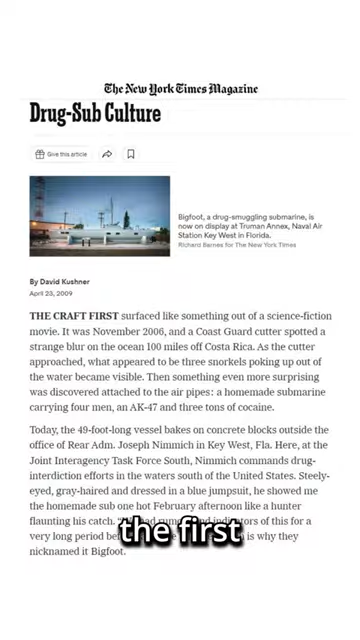 The New York Times Magazine
Drug-Sub Culture
Give this article
Bigfoot, a drug-smuggling submarine, is
now on display at Truman Annex, Naval Air
Station Key West in Florida.
Richard Barnes for The New York Times
By David Kushner
April 23, 2009
THE CRAFT FIRST surfaced like something out of a science-fiction
movie. It was November 2006, and a Coast Guard cutter spotted a
strange blur on the ocean 100 miles off Costa Rica. As the cutter
approached, what appeared to be three snorkels poking up out of
the water became visible. Then something even more surprising
was discovered attached to the air pipes: a homemade submarine
carrying four men, an AK-47 and three tons of cocaine.
Today, the 49-foot-long vessel bakes on concrete blocks outside the
office of Rear Adm. Joseph Nimmich in Key West, Fla. Here, at the
Joint Interagency Task Force South, Nimmich commands drug-
interdiction efforts in the waters south of the United States. Steely-
eyed, gray-haired and dressed in a blue jumpsuit, he showed me
the homemade sub one hot February afternoon like a hunter
flaunting his catch. of this for a
very long period is why they
nicknamed it Bigfoot.
the first